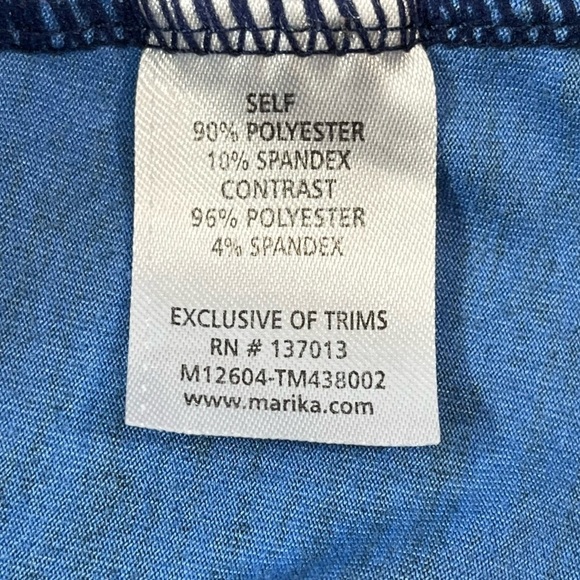 SELF
90% POLYESTER
10% SPANDEX
CONTRAST
96% POLYESTER
4% SPANDEX
EXCLUSIVE OF TRIMS
RN # 137013
M12604-TM438002
www.marika.com